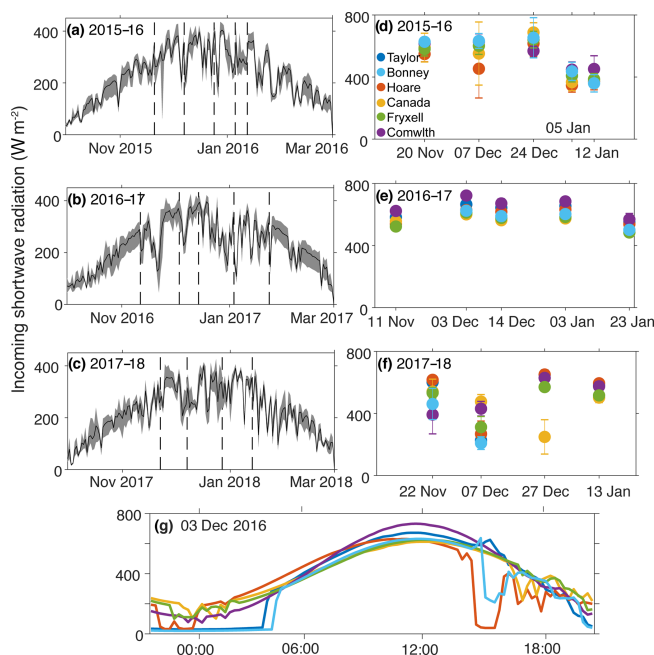 Incoming shortwave radiation (W m⁻²)
(a) 2015–16
400
200
0
Nov 2015 Jan 2016 Mar 2016
(b) 2016–17
400
200
0
Nov 2016 Jan 2017 Mar 2017
(c) 2017–18
400
200
0
Nov 2017 Jan 2018 Mar 2018
(d) 2015–16
800
400
0
Taylor
Bonney
Hoare
Canada
Fryxell
Comwlth
05 Jan
20 Nov 07 Dec 24 Dec 12 Jan
(e) 2016–17
800
600
400
0
11 Nov 03 Dec 14 Dec 03 Jan 23 Jan
(f) 2017–18
800
400
0
22 Nov 07 Dec 27 Dec 13 Jan
(g) 03 Dec 2016
800
400
0
00:00 06:00 12:00 18:00